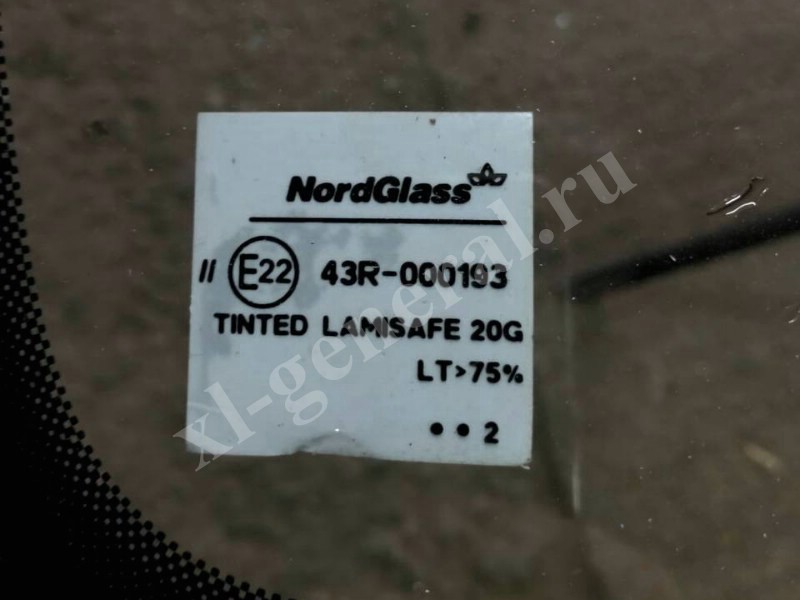 NordGlass
II E22 43R-000193
TINTED LAMISAFE 20G
LT>75%
• • 2
xl-general.ru